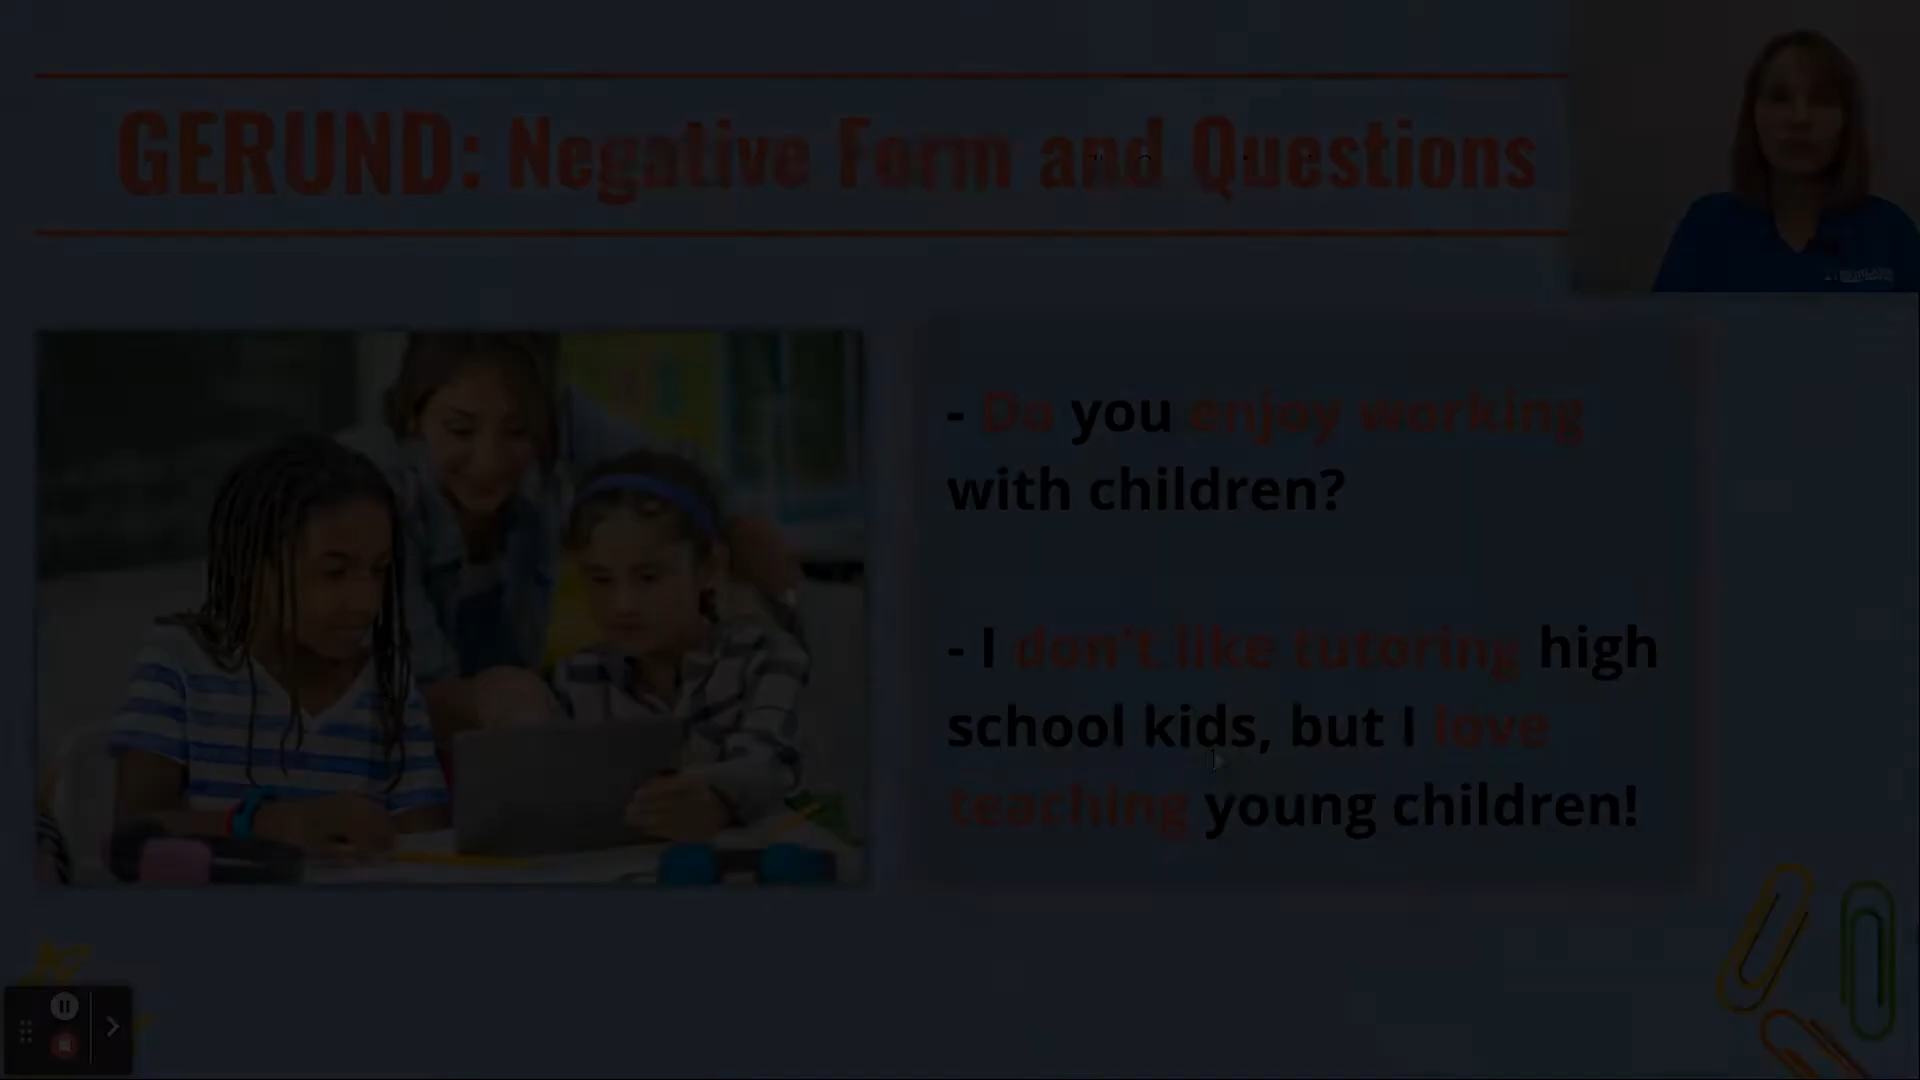 GERUND: Negative Form and Questions
- Do you enjoy working
with children?
- I don't like tutoring high
school kids, but I love
teaching young children!